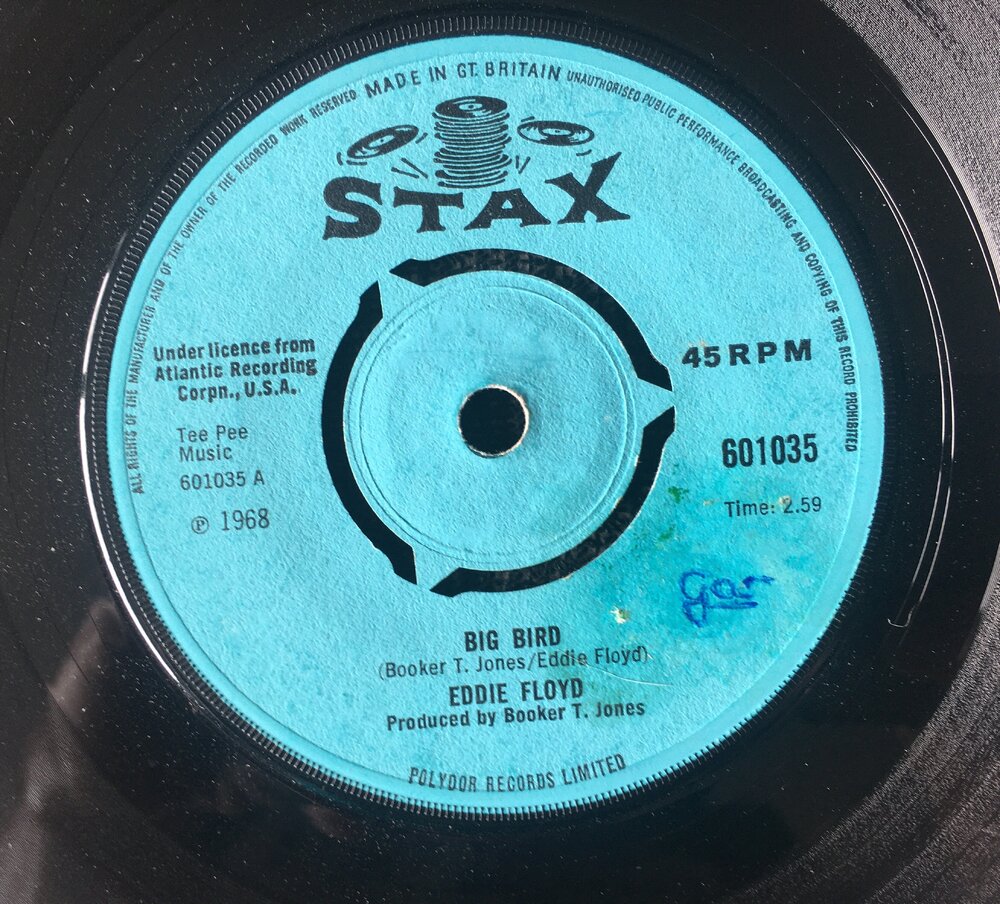 ALL RIGHTS OF THE MANUFACTURER AND OF THE OWNER OF THE RECORDED WORK RESERVED MADE IN GT. BRITAIN UNAUTHORISED PUBLIC PERFORMANCE BROADCASTING AND COPYING OF THIS RECORD PROHIBITED
STAX
Under licence from
Atlantic Recording
Corpn., U.S.A.
45 RPM
Tee Pee
Music
601035 A
℗ 1968
601035
Time: 2.59
BIG BIRD
(Booker T. Jones/Eddie Floyd)
EDDIE FLOYD
Produced by Booker T. Jones
POLYDOR RECORDS LIMITED